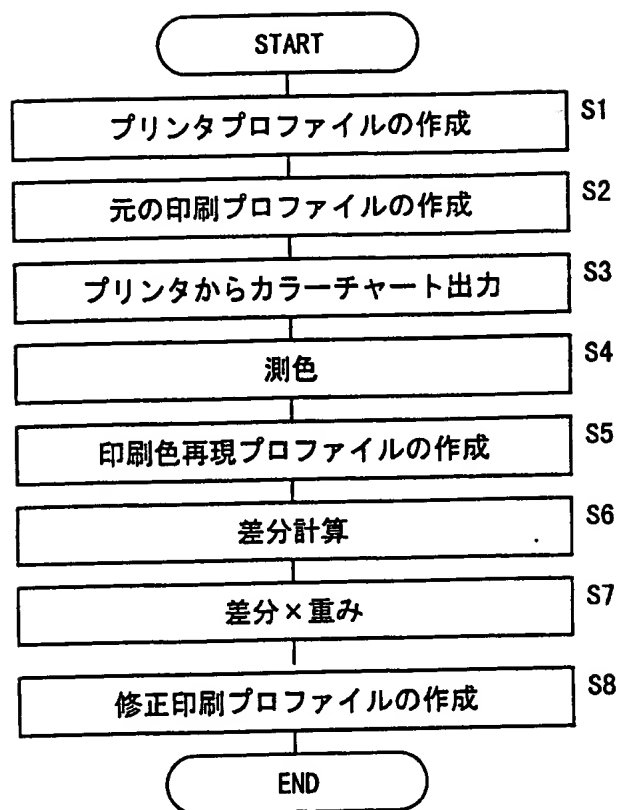 START
プリンタプロファイルの作成 S1
元の印刷プロファイルの作成 S2
プリンタからカラーチャート出力 S3
測色 S4
印刷色再現プロファイルの作成 S5
差分計算 S6
差分×重み S7
修正印刷プロファイルの作成 S8
END